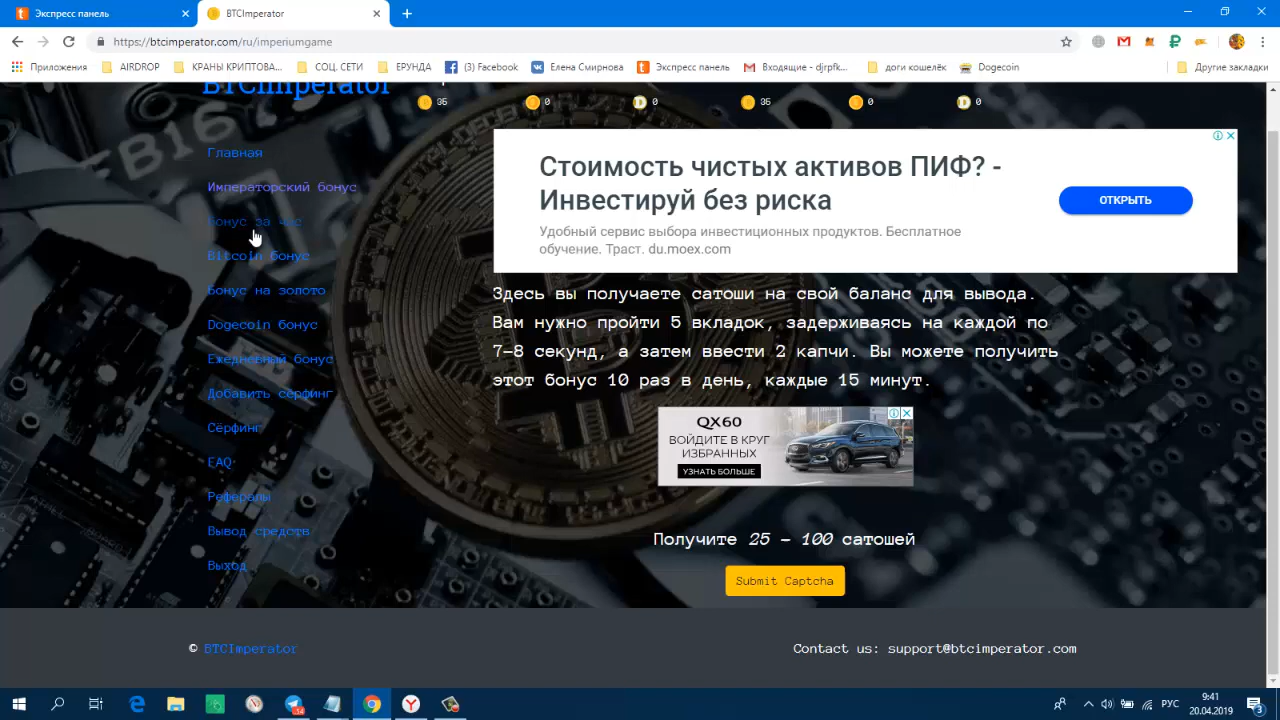 Экспресс панель
BTCImperator
https://btcimperator.com/ru/imperiumgame
Приложения
AIRDROP
КРАНЫ КРИПТОВА...
СОЦ. СЕТИ
ЕРУНДА
(3) Facebook
Елена Смирнова
Экспресс панель
Входящие - djrpfk...
доги кошелёк
Dogecoin
Другие закладки
BTCImperator
35
0
0
35
0
0
Главная
Императорский бонус
Бонус за час
Bitcoin бонус
Бонус на золото
Dogecoin бонус
Ежедневный бонус
Добавить сёрфинг
Сёрфинг
FAQ
Рефералы
Вывод средств
Выход
Стоимость чистых активов ПИФ? -
Инвестируй без риска
Удобный сервис выбора инвестиционных продуктов. Бесплатное
обучение. Траст. du.moex.com
ОТКРЫТЬ
Здесь вы получаете сатоши на свой баланс для вывода.
Вам нужно пройти 5 вкладок, задерживаясь на каждой по
7-8 секунд, а затем ввести 2 капчи. Вы можете получить
этот бонус 10 раз в день, каждые 15 минут.
QX60
ВОЙДИТЕ В КРУГ
ИЗБРАННЫХ
УЗНАТЬ БОЛЬШЕ
Получите 25 - 100 сатошей
Submit Captcha
© BTCImperator
Contact us: support@btcimperator.com
14
РУС
9:41
20.04.2019
3